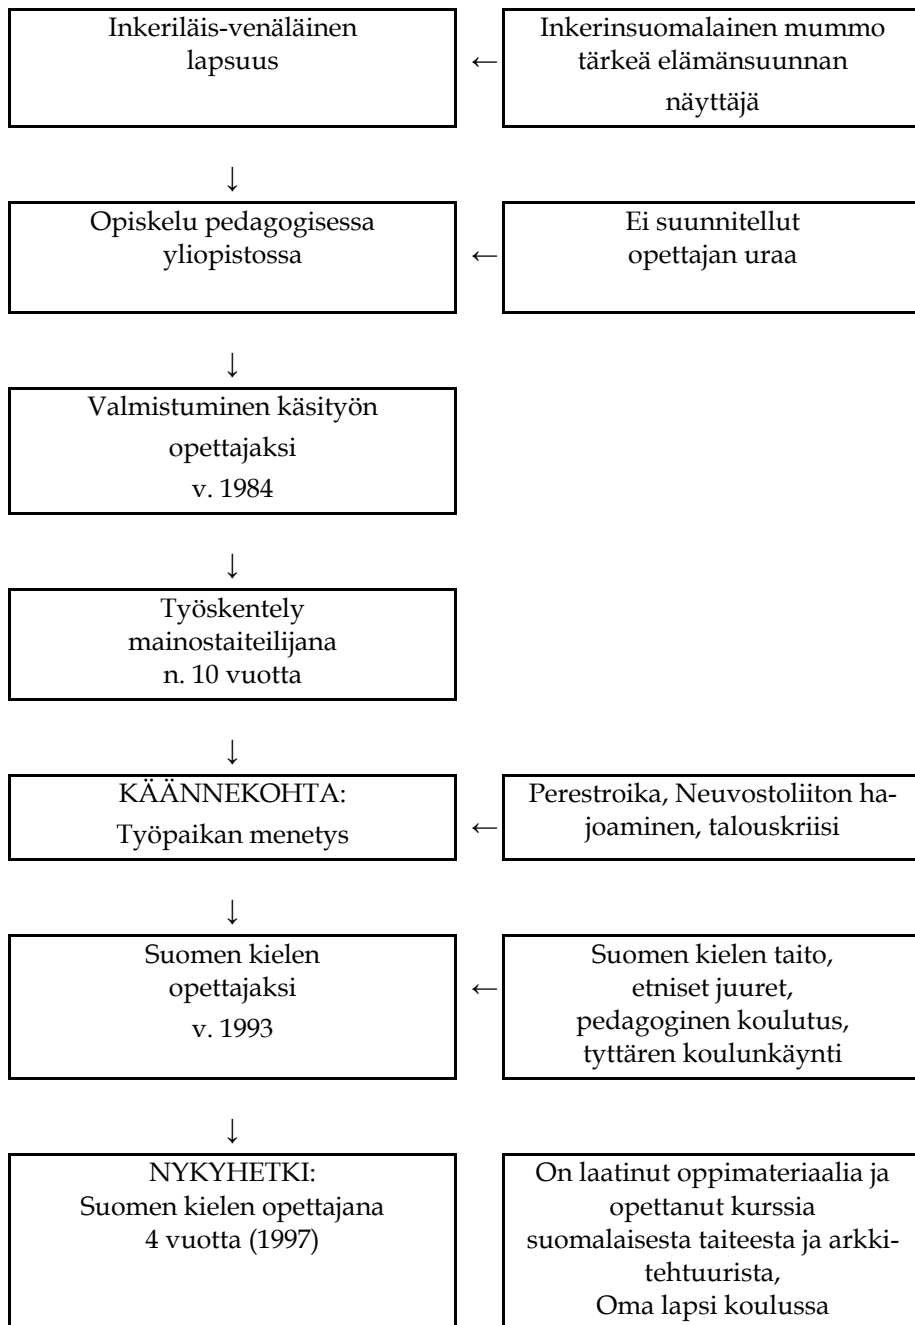 Inkeriläis-venäläinen
lapsuus
←
Inkerinsuomalainen mummo
tärkeä elämänsuunnan
näyttäjä
↓
Opiskelu pedagogisessa
yliopistossa
←
Ei suunnitellut
opettajan uraa
↓
Valmistuminen käsityön
opettajaksi
v. 1984
↓
Työskentely
mainostaiteilijana
n. 10 vuotta
↓
KÄÄNNEKOHTA:
Työpaikan menetys
←
Perestroika, Neuvostoliiton ha-
joaminen, talouskriisi
↓
Suomen kielen
opettajaksi
v. 1993
←
Suomen kielen taito,
etniset juuret,
pedagoginen koulutus,
tyttären koulunkäynti
↓
NYKYHETKI:
Suomen kielen opettajana
4 vuotta (1997)
On laatinut oppimateriaalia ja
opettanut kurssia
suomalaisesta taiteesta ja arkki-
tehtuurista,
Oma lapsi koulussa